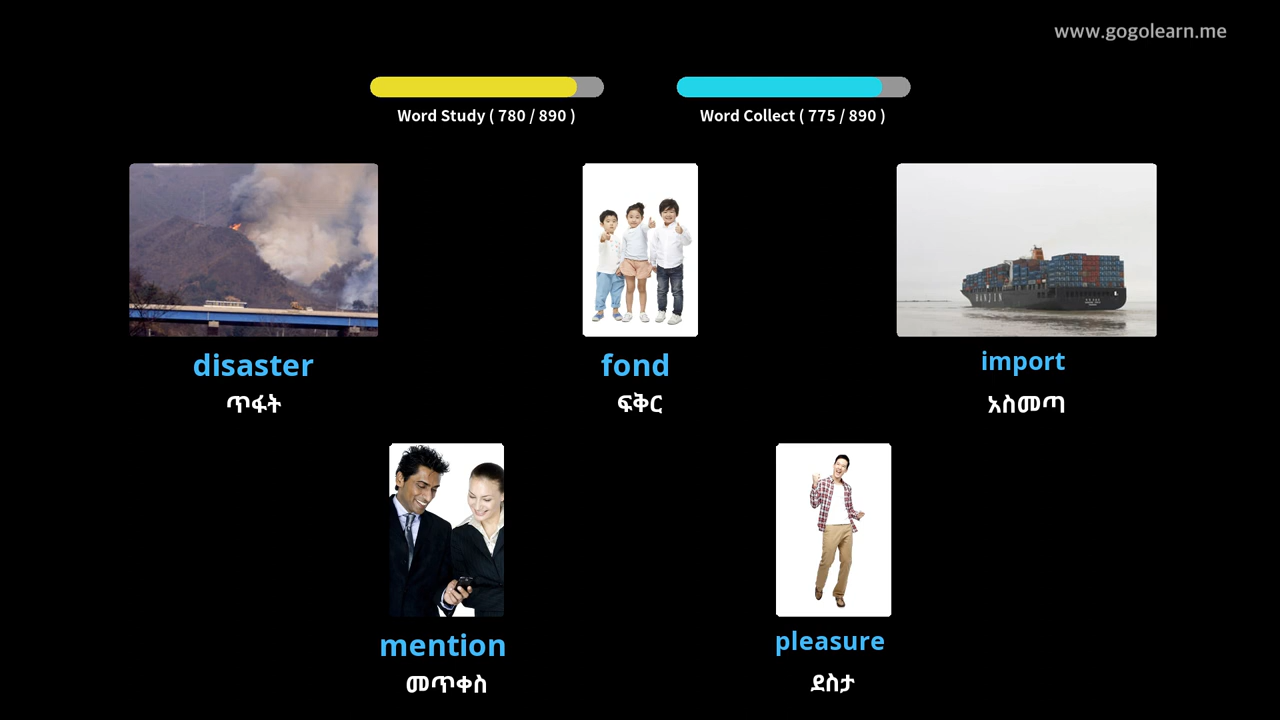 www.gogolearn.me
Word Study ( 780 / 890 )
Word Collect ( 775 / 890 )
HANJIN
disaster
fond
import
ጥፋት
ፍቅር
አስመጣ
mention
pleasure
መጥቀስ
ደስታ